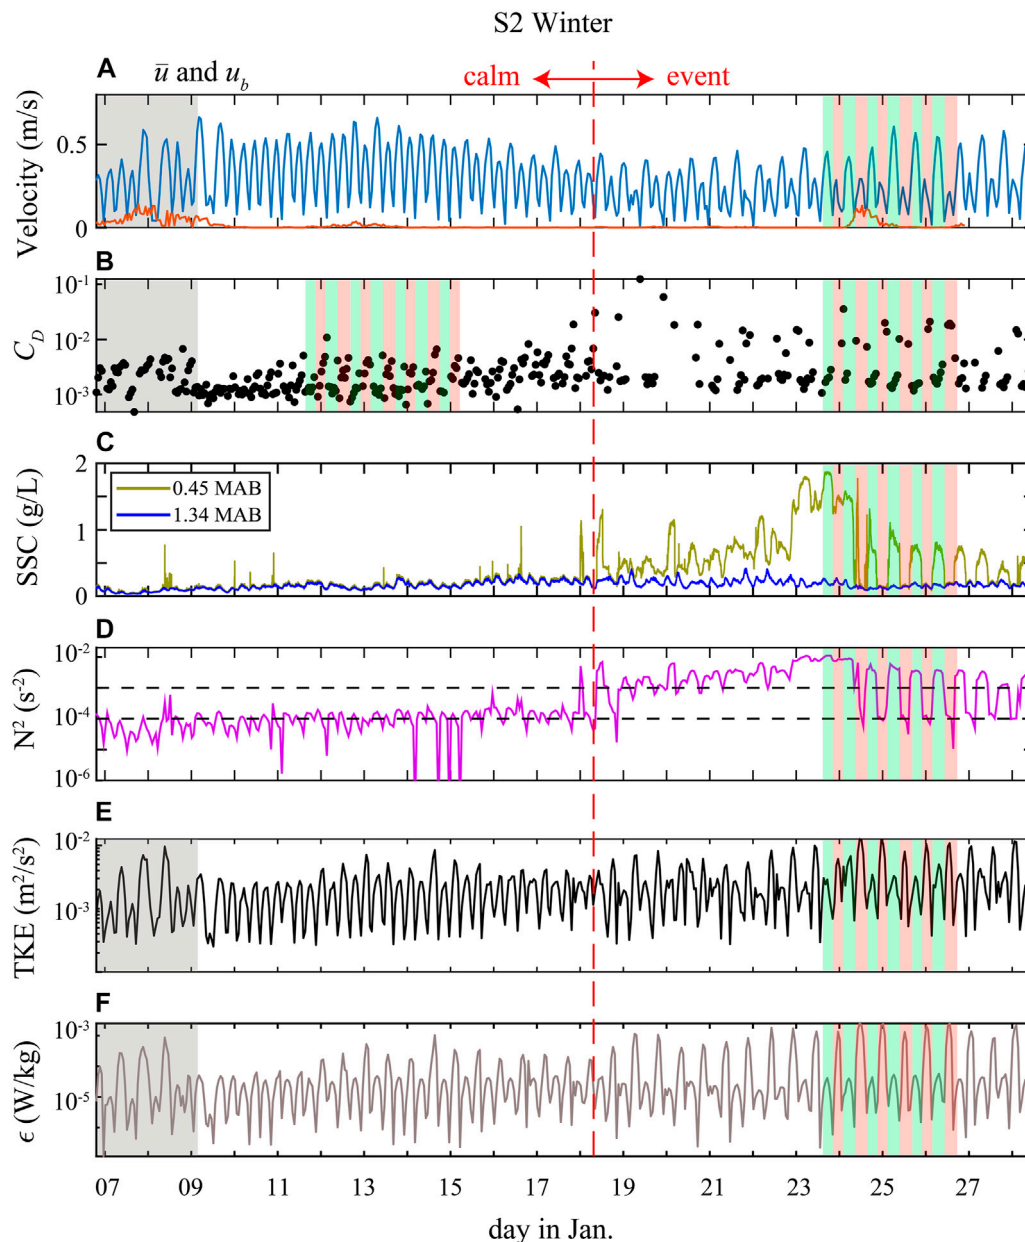 S2 Winter
A
ū and u_b
calm
event
Velocity (m/s)
0.5
0
B
C_D
10⁻¹
10⁻²
10⁻³
C
SSC (g/L)
2
1
0
0.45 MAB
1.34 MAB
D
N² (s⁻²)
10⁻²
10⁻⁴
10⁻⁶
E
TKE (m²/s²)
10⁻²
10⁻³
F
ϵ (W/kg)
10⁻³
10⁻⁵
07 09 11 13 15 17 19 21 23 25 27
day in Jan.